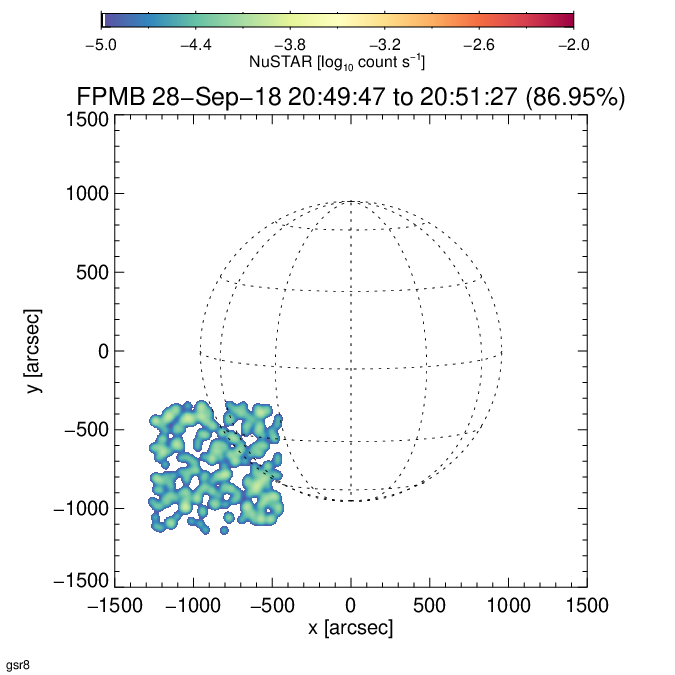 −5.0 −4.4 −3.8 −3.2 −2.6 −2.0
NuSTAR [log₁₀ count s⁻¹]
FPMB 28−Sep−18 20:49:47 to 20:51:27 (86.95%)
1500
1000
500
0
−500
−1000
−1500
y [arcsec]
−1500 −1000 −500 0 500 1000 1500
x [arcsec]
gsr8